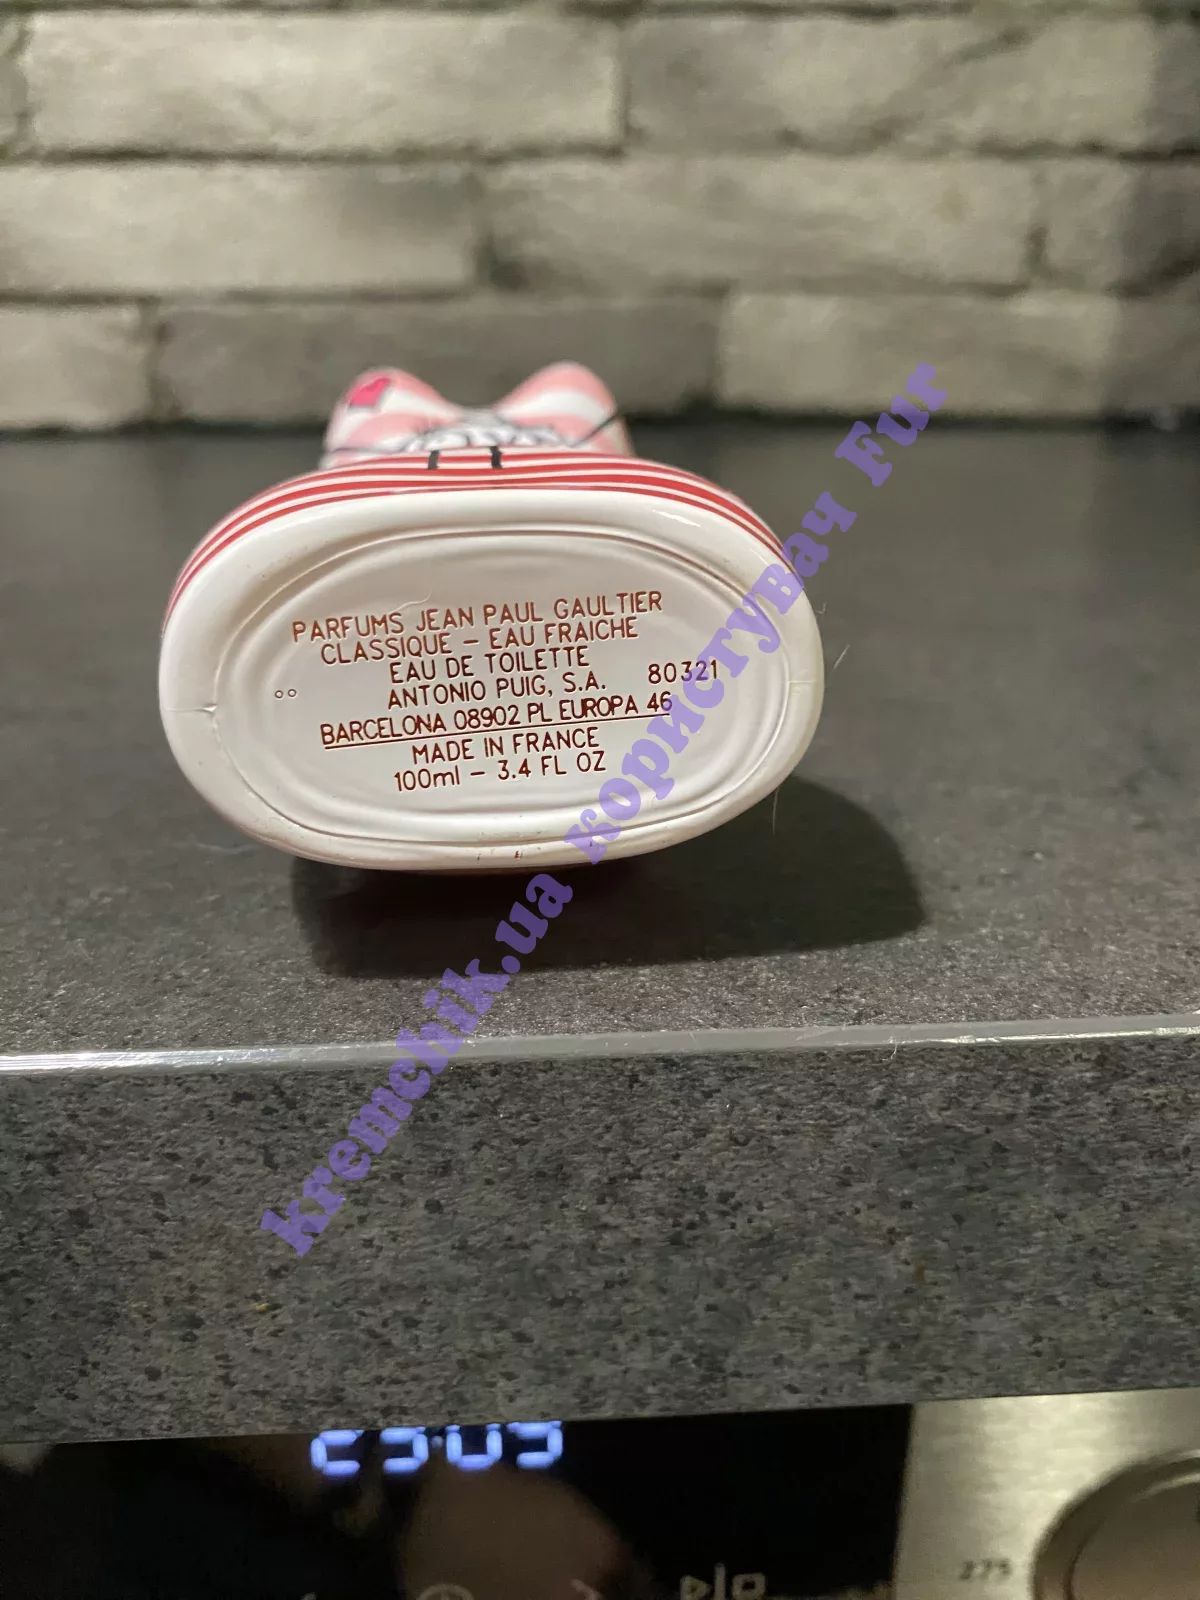 PARFUMS JEAN PAUL GAULTIER
CLASSIQUE - EAU FRAICHE
EAU DE TOILETTE
ANTONIO PUIG, S.A. 80321
BARCELONA 08902 PL EUROPA 46
MADE IN FRANCE
100ml - 3.4 FL OZ
kremchik.ua користувач Fur
275